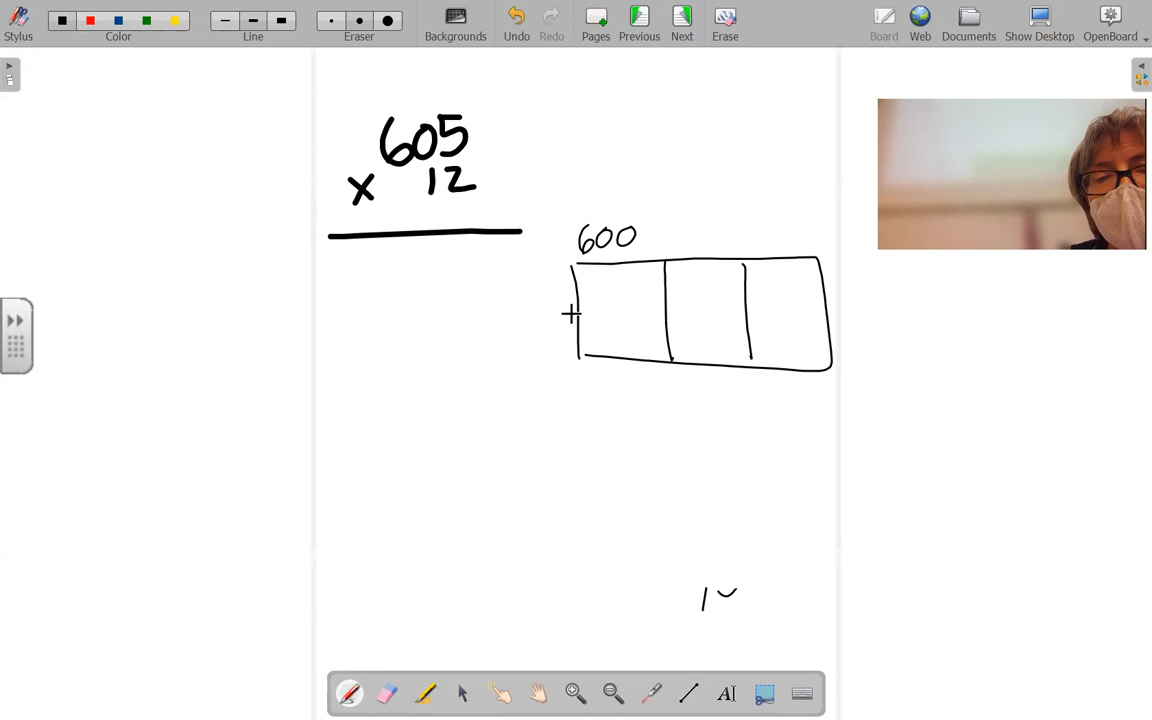 Stylus
Color
Line
Eraser
Backgrounds
Undo
Redo
Pages
Previous
Next
Erase
Board
Web
Documents
Show Desktop
OpenBoard
605
x 12
600